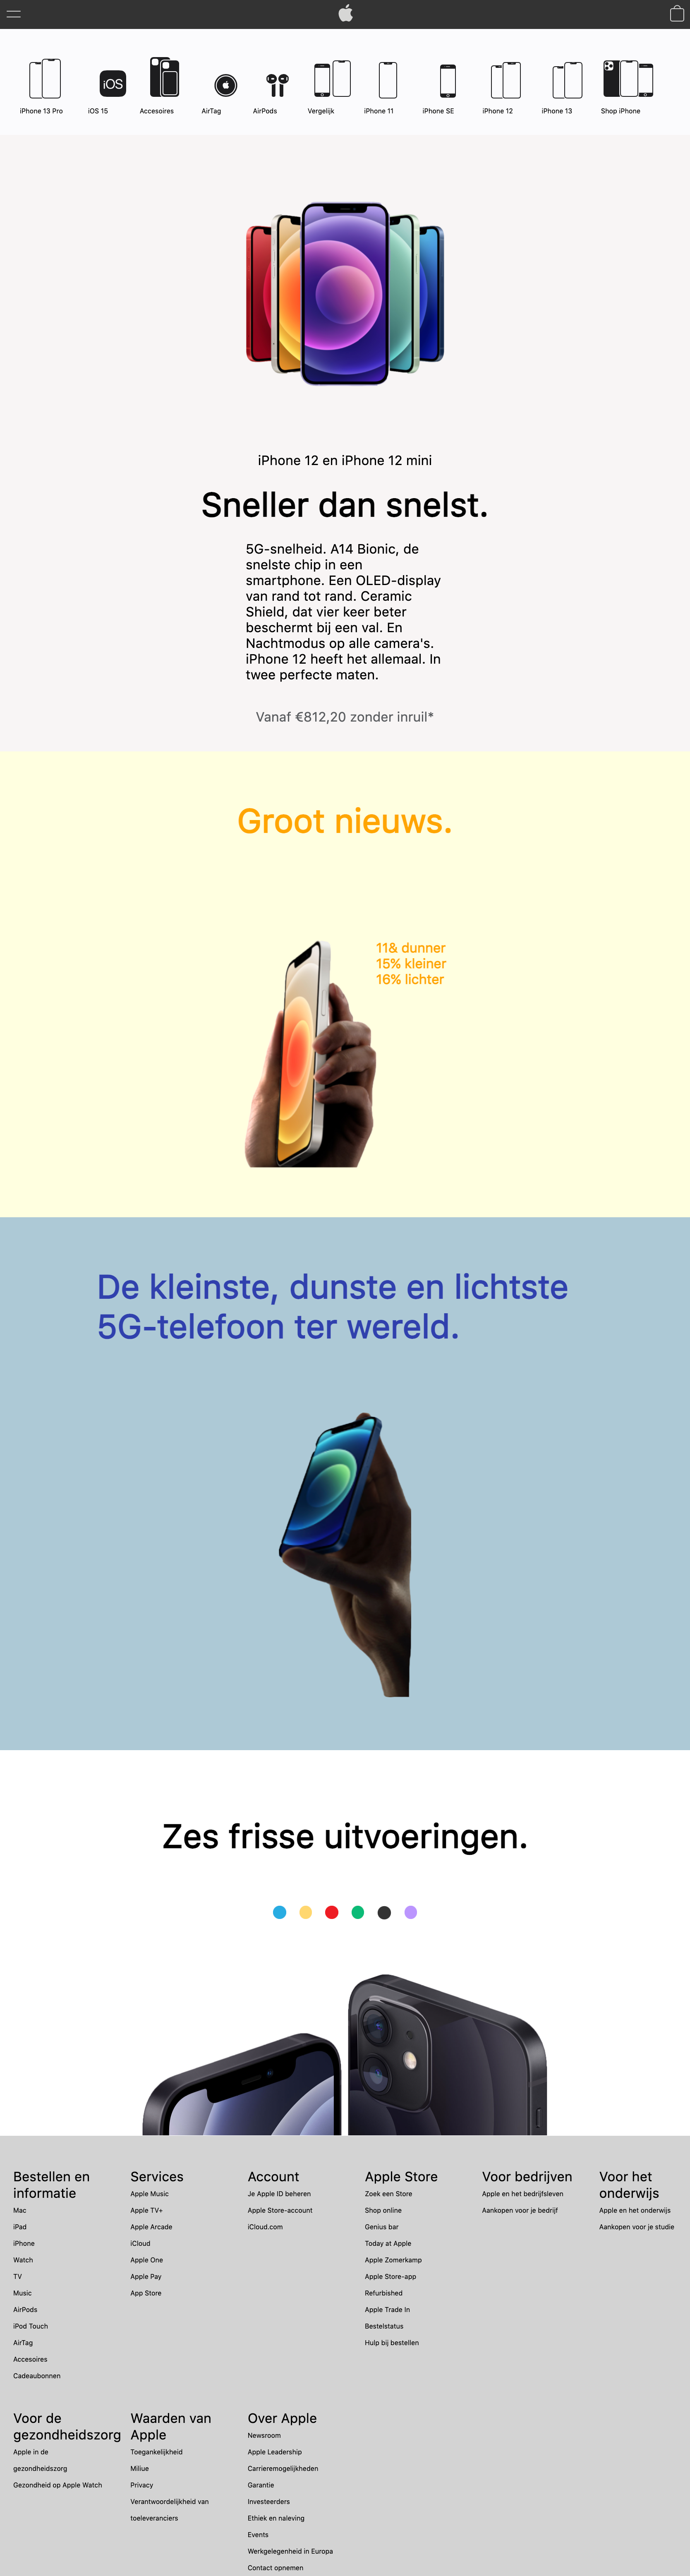 iOS
iPhone 13 Pro
iOS 15
Accesoires
AirTag
AirPods
Vergelijk
iPhone 11
iPhone SE
iPhone 12
iPhone 13
Shop iPhone
iPhone 12 en iPhone 12 mini
Sneller dan snelst.
5G-snelheid. A14 Bionic, de
snelste chip in een
smartphone. Een OLED-display
van rand tot rand. Ceramic
Shield, dat vier keer beter
beschermt bij een val. En
Nachtmodus op alle camera's.
iPhone 12 heeft het allemaal. In
twee perfecte maten.
Vanaf €812,20 zonder inruil*
Groot nieuws.
11& dunner
15% kleiner
16% lichter
De kleinste, dunste en lichtste
5G-telefoon ter wereld.
Zes frisse uitvoeringen.
Bestellen en
informatie
Mac
iPad
iPhone
Watch
TV
Music
AirPods
iPod Touch
AirTag
Accesoires
Cadeaubonnen
Services
Apple Music
Apple TV+
Apple Arcade
iCloud
Apple One
Apple Pay
App Store
Account
Je Apple ID beheren
Apple Store-account
iCloud.com
Apple Store
Zoek een Store
Shop online
Genius bar
Today at Apple
Apple Zomerkamp
Apple Store-app
Refurbished
Apple Trade In
Bestelstatus
Hulp bij bestellen
Voor bedrijven
Apple en het bedrijfsleven
Aankopen voor je bedrijf
Voor het
onderwijs
Apple en het onderwijs
Aankopen voor je studie
Voor de
gezondheidszorg
Apple in de
gezondheidszorg
Gezondheid op Apple Watch
Waarden van
Apple
Toegankelijkheid
Miliue
Privacy
Verantwoordelijkheid van
toeleveranciers
Over Apple
Newsroom
Apple Leadership
Carrieremogelijkheden
Garantie
Investeerders
Ethiek en naleving
Events
Werkgelegenheid in Europa
Contact opnemen